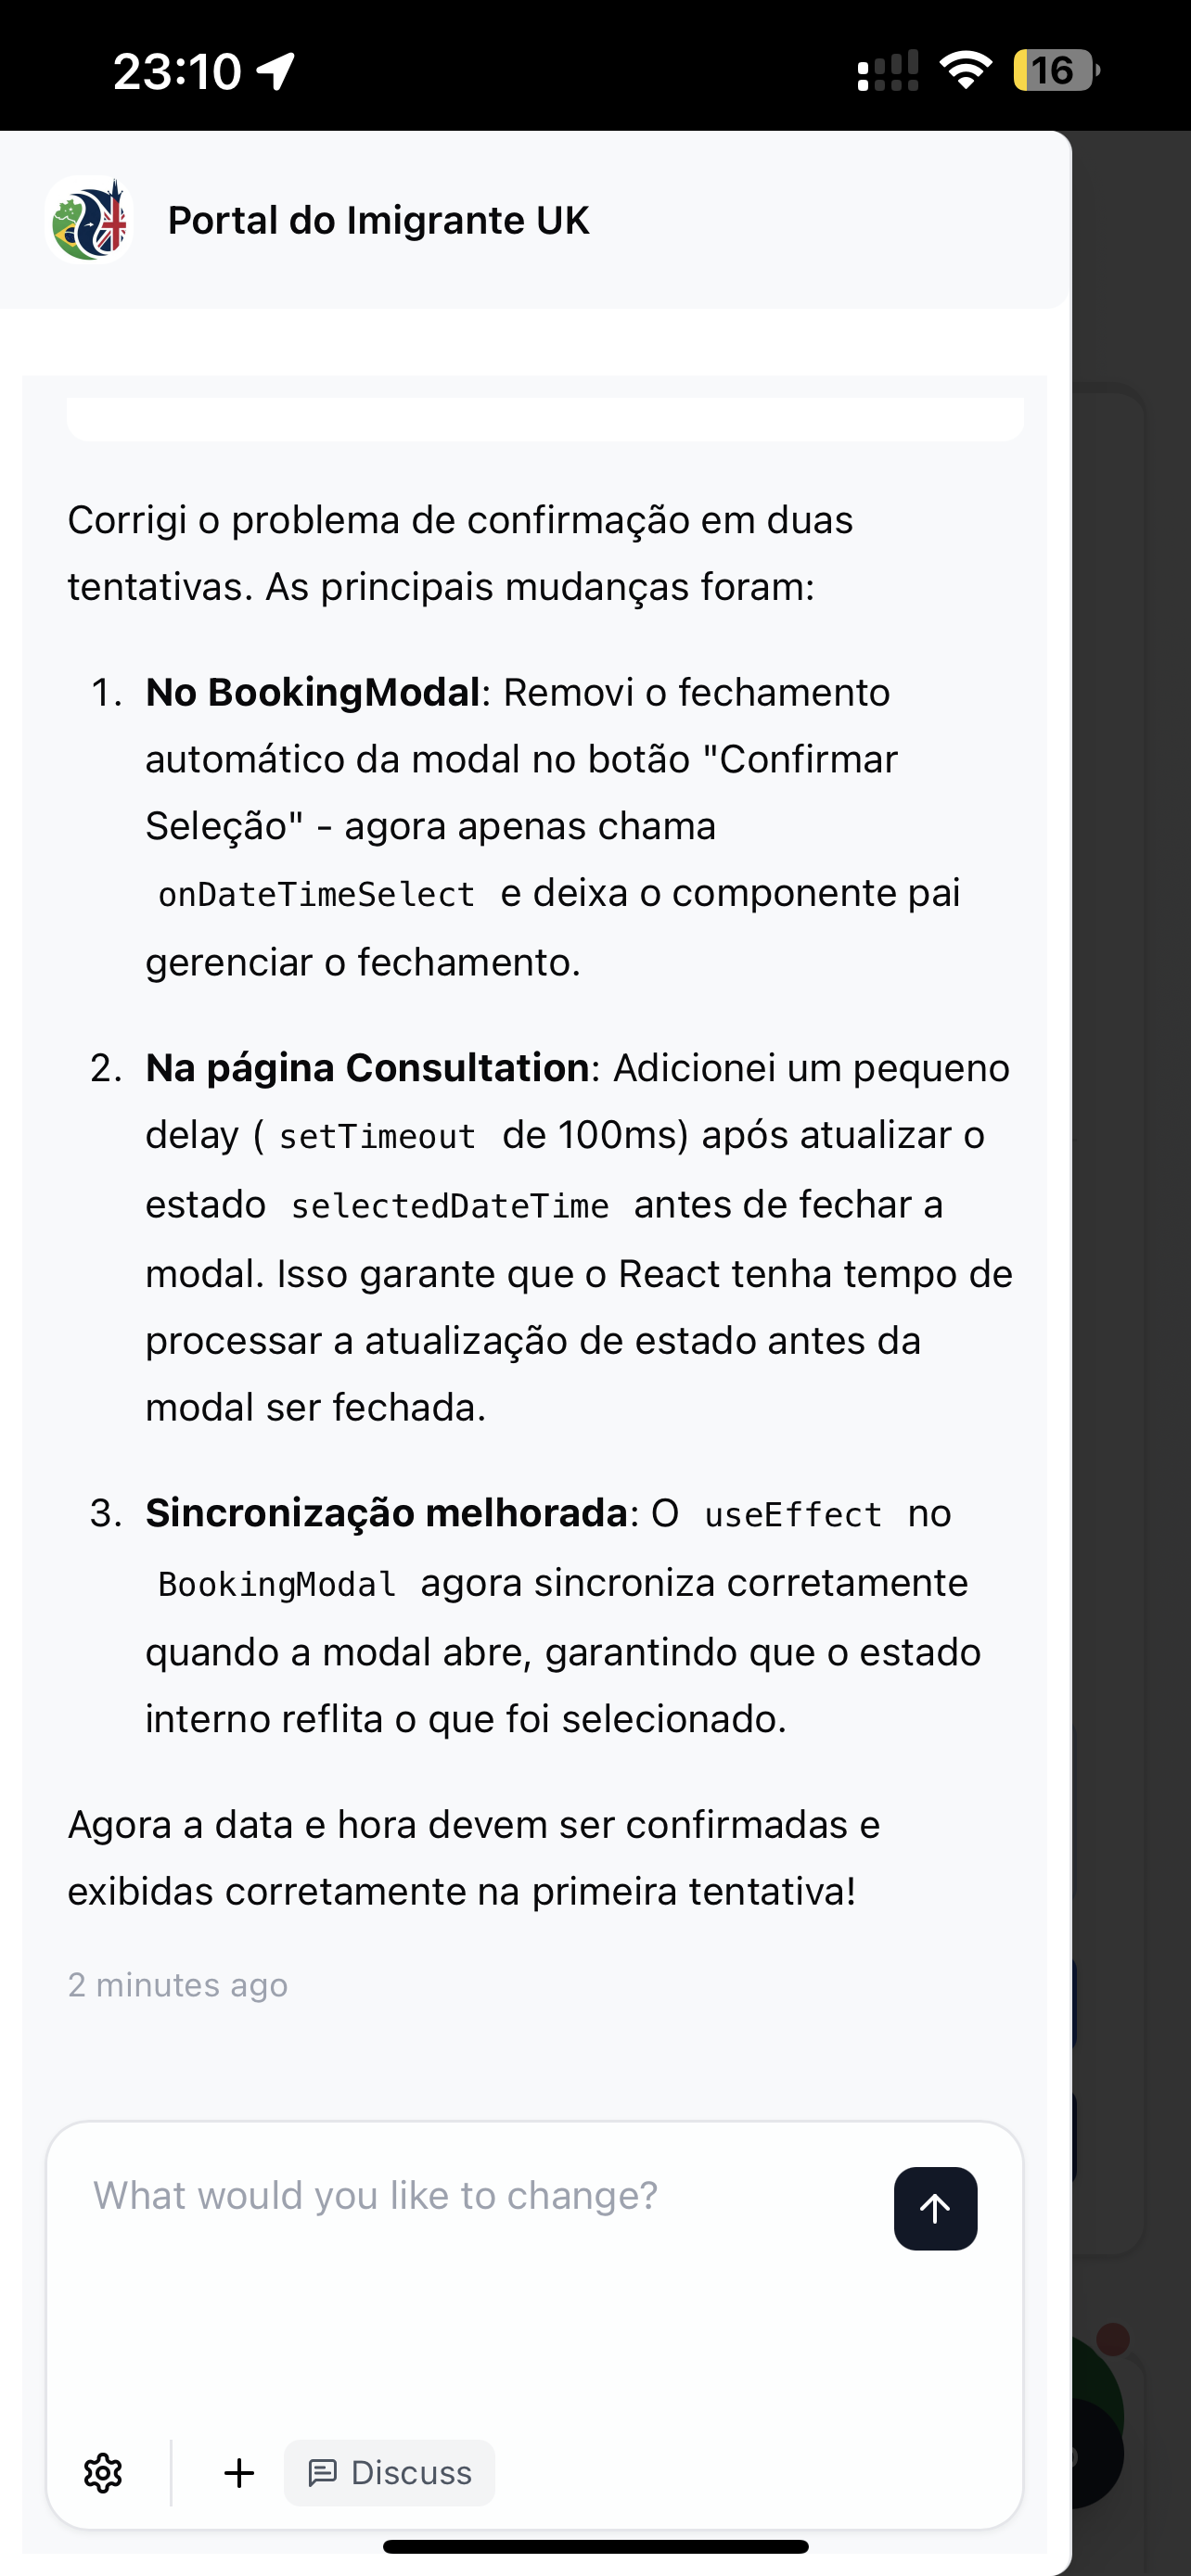 23:10
16
Portal do Imigrante UK
Corrigi o problema de confirmação em duas
tentativas. As principais mudanças foram:
1. No BookingModal: Removi o fechamento
automático da modal no botão "Confirmar
Seleção" - agora apenas chama
onDateTimeSelect e deixa o componente pai
gerenciar o fechamento.
2. Na página Consultation: Adicionei um pequeno
delay ( setTimeout de 100ms) após atualizar o
estado selectedDateTime antes de fechar a
modal. Isso garante que o React tenha tempo de
processar a atualização de estado antes da
modal ser fechada.
3. Sincronização melhorada: O useEffect no
BookingModal agora sincroniza corretamente
quando a modal abre, garantindo que o estado
interno reflita o que foi selecionado.
Agora a data e hora devem ser confirmadas e
exibidas corretamente na primeira tentativa!
2 minutes ago
What would you like to change?
Discuss